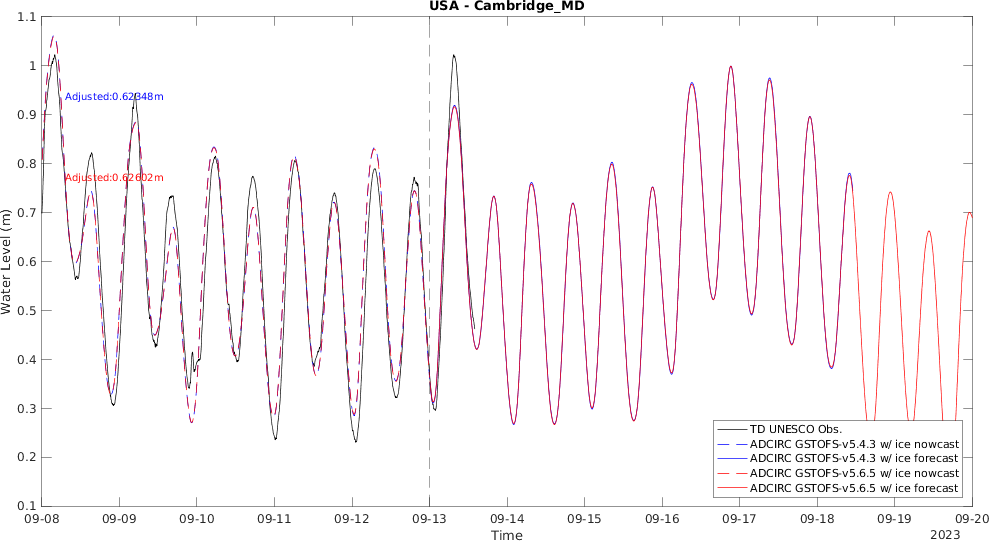 USA - Cambridge_MD
1.1
1
0.9
0.8
0.7
0.6
0.5
0.4
0.3
0.2
0.1
Water Level (m)
Adjusted:0.62348m
Adjusted:0.62602m
TD UNESCO Obs.
ADCIRC GSTOFS-v5.4.3 w/ ice nowcast
ADCIRC GSTOFS-v5.4.3 w/ ice forecast
ADCIRC GSTOFS-v5.6.5 w/ ice nowcast
ADCIRC GSTOFS-v5.6.5 w/ ice forecast
09-08 09-09 09-10 09-11 09-12 09-13 09-14 09-15 09-16 09-17 09-18 09-19 09-20
Time
2023